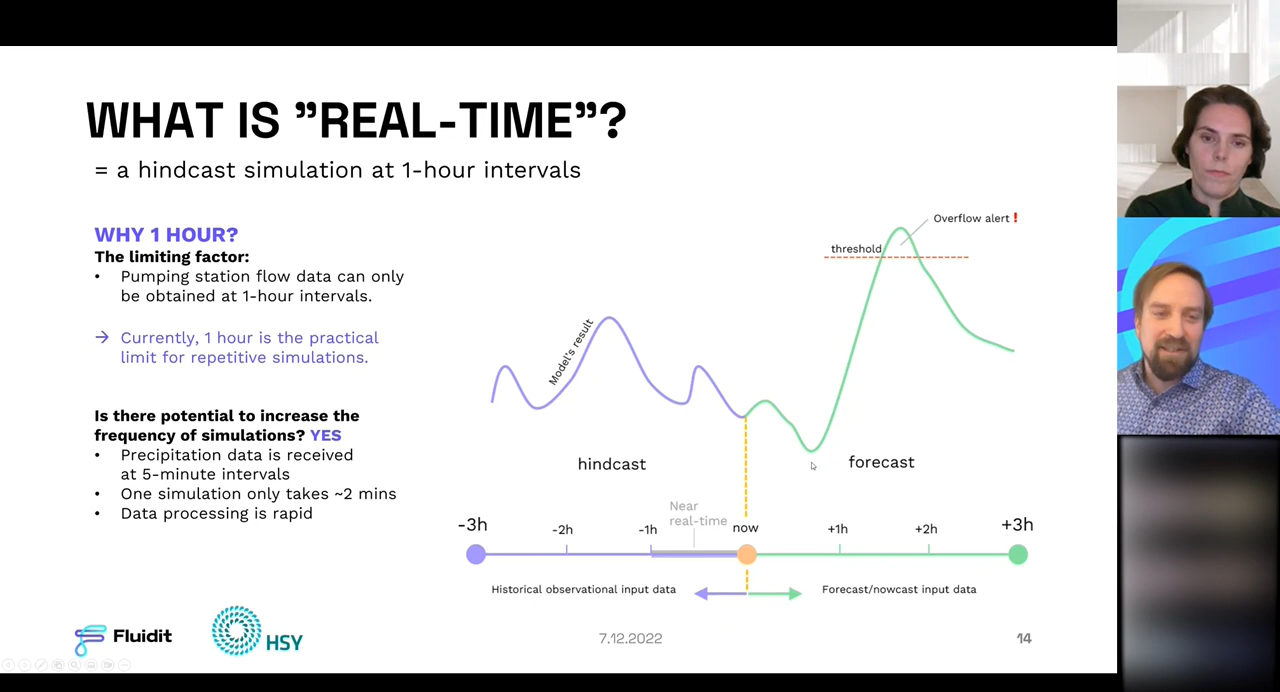 WHAT IS ”REAL-TIME”?
= a hindcast simulation at 1-hour intervals
WHY 1 HOUR?
The limiting factor:
• Pumping station flow data can only
be obtained at 1-hour intervals.
→ Currently, 1 hour is the practical
limit for repetitive simulations.
Is there potential to increase the
frequency of simulations? YES
• Precipitation data is received
at 5-minute intervals
• One simulation only takes ~2 mins
• Data processing is rapid
Overflow alert !
threshold
Model's result
hindcast
forecast
Near
real-time
-3h
-2h
-1h
now
+1h
+2h
+3h
Historical observational input data
Forecast/nowcast input data
Fluidit
HSY
7.12.2022
14